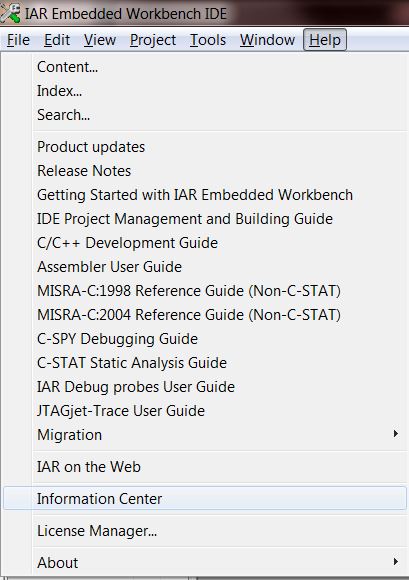 IAR Embedded Workbench IDE
File Edit View Project Tools Window Help
Content...
Index...
Search...
Product updates
Release Notes
Getting Started with IAR Embedded Workbench
IDE Project Management and Building Guide
C/C++ Development Guide
Assembler User Guide
MISRA-C:1998 Reference Guide (Non-C-STAT)
MISRA-C:2004 Reference Guide (Non-C-STAT)
C-SPY Debugging Guide
C-STAT Static Analysis Guide
IAR Debug probes User Guide
JTAGjet-Trace User Guide
Migration
IAR on the Web
Information Center
License Manager...
About